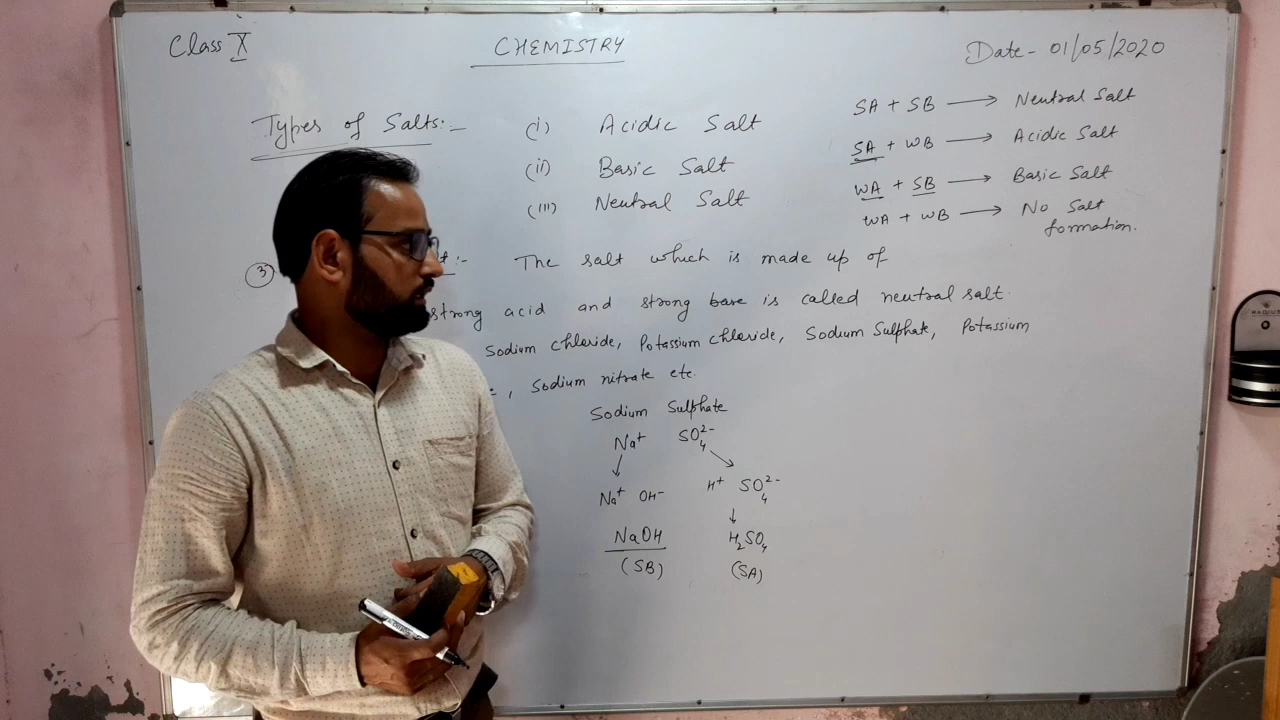 Class X
CHEMISTRY
Date - 01/05/2020
Types of Salts:-
(i) Acidic Salt
(ii) Basic Salt
(iii) Neutral Salt
SA + SB → Neutral Salt
SA + WB → Acidic Salt
WA + SB → Basic Salt
WA + WB → No Salt
formation.
3 t:- The salt which is made up of
strong acid and strong base is called neutral salt.
Sodium chloride, Potassium chloride, Sodium Sulphate, Potassium
, Sodium nitrate etc.
Sodium Sulphate
Na⁺ SO₄²⁻
Na⁺ OH⁻ H⁺ SO₄²⁻
NaOH H₂SO₄
(SB) (SA)